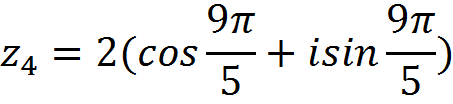 z₄ = 2(cos 9π/5 + isin 9π/5)